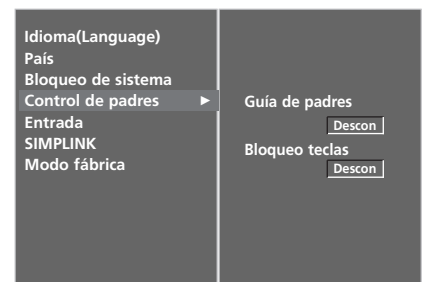 Idioma(Language)
País
Bloqueo de sistema
Control de padres ►
Entrada
SIMPLINK
Modo fábrica
Guía de padres
Descon
Bloqueo teclas
Descon